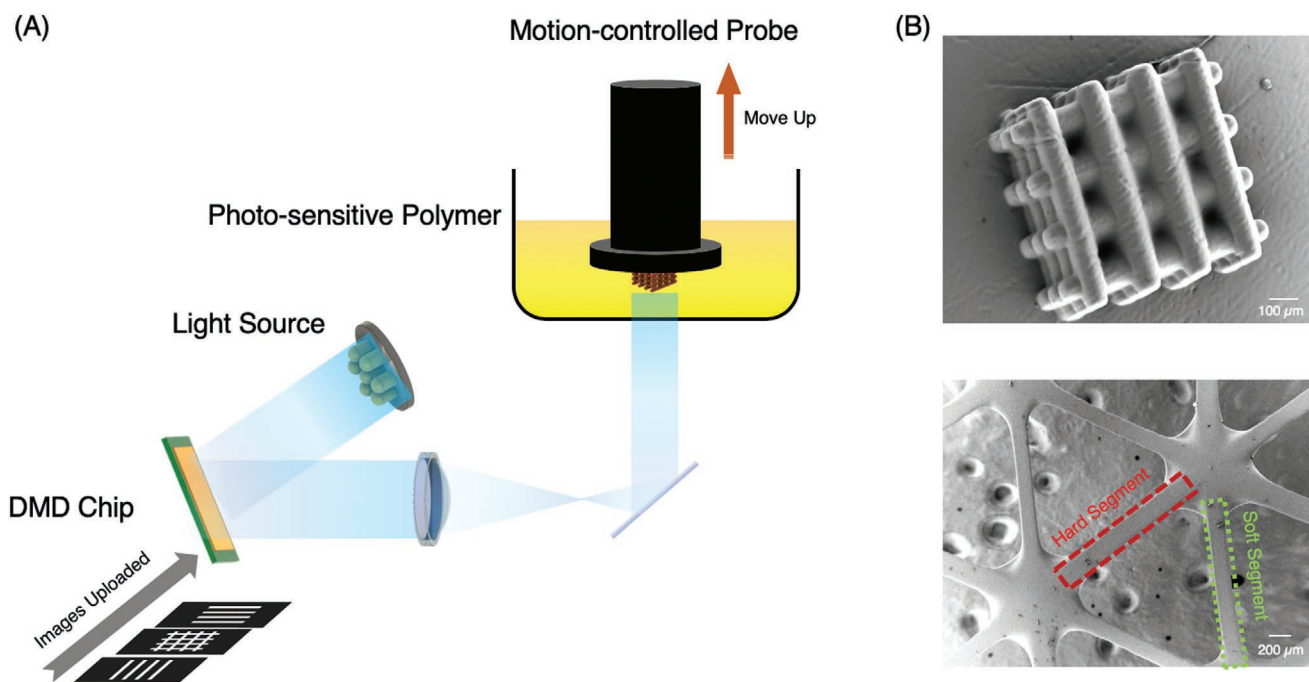 (A)
Motion-controlled Probe
Move Up
Photo-sensitive Polymer
Light Source
DMD Chip
Images Uploaded
(B)
100 µm
Hard Segment
Soft Segment
200 µm